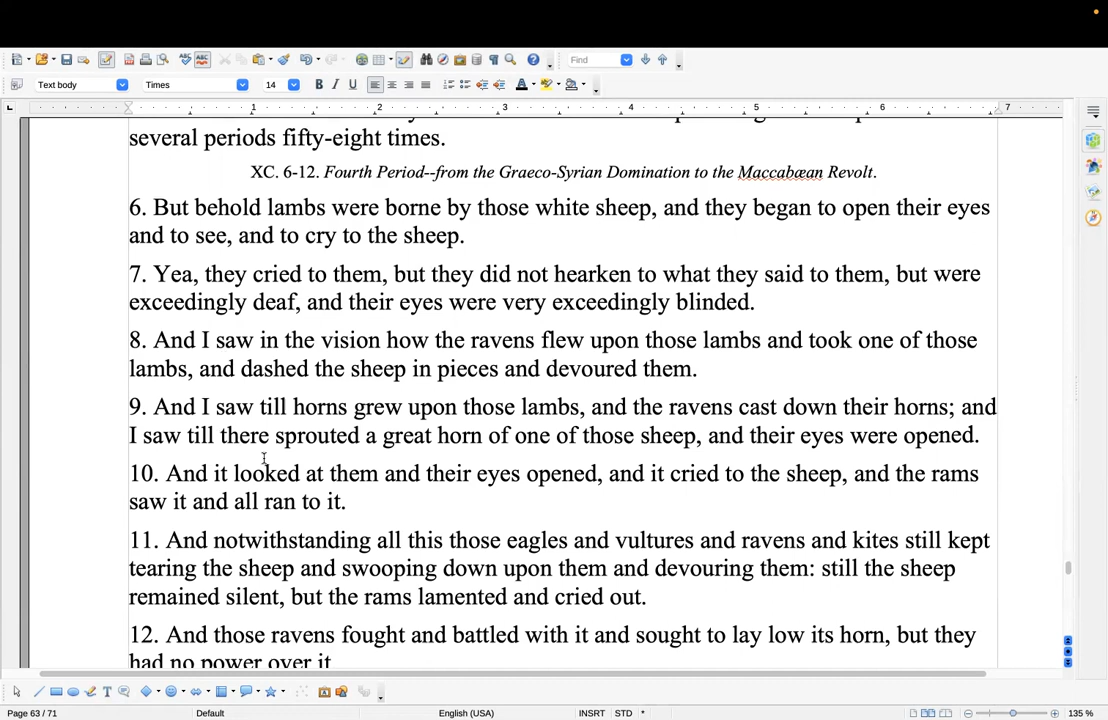 Find
Text body
Times
14
1
2
3
4
5
6
7
several periods fifty-eight times.
XC. 6-12. Fourth Period--from the Graeco-Syrian Domination to the Maccabæan Revolt.
6. But behold lambs were borne by those white sheep, and they began to open their eyes
and to see, and to cry to the sheep.
7. Yea, they cried to them, but they did not hearken to what they said to them, but were
exceedingly deaf, and their eyes were very exceedingly blinded.
8. And I saw in the vision how the ravens flew upon those lambs and took one of those
lambs, and dashed the sheep in pieces and devoured them.
9. And I saw till horns grew upon those lambs, and the ravens cast down their horns; and
I saw till there sprouted a great horn of one of those sheep, and their eyes were opened.
10. And it looked at them and their eyes opened, and it cried to the sheep, and the rams
saw it and all ran to it.
11. And notwithstanding all this those eagles and vultures and ravens and kites still kept
tearing the sheep and swooping down upon them and devouring them: still the sheep
remained silent, but the rams lamented and cried out.
12. And those ravens fought and battled with it and sought to lay low its horn, but they
had no power over it
Page 63 / 71
Default
English (USA)
INSRT
STD
*
135 %